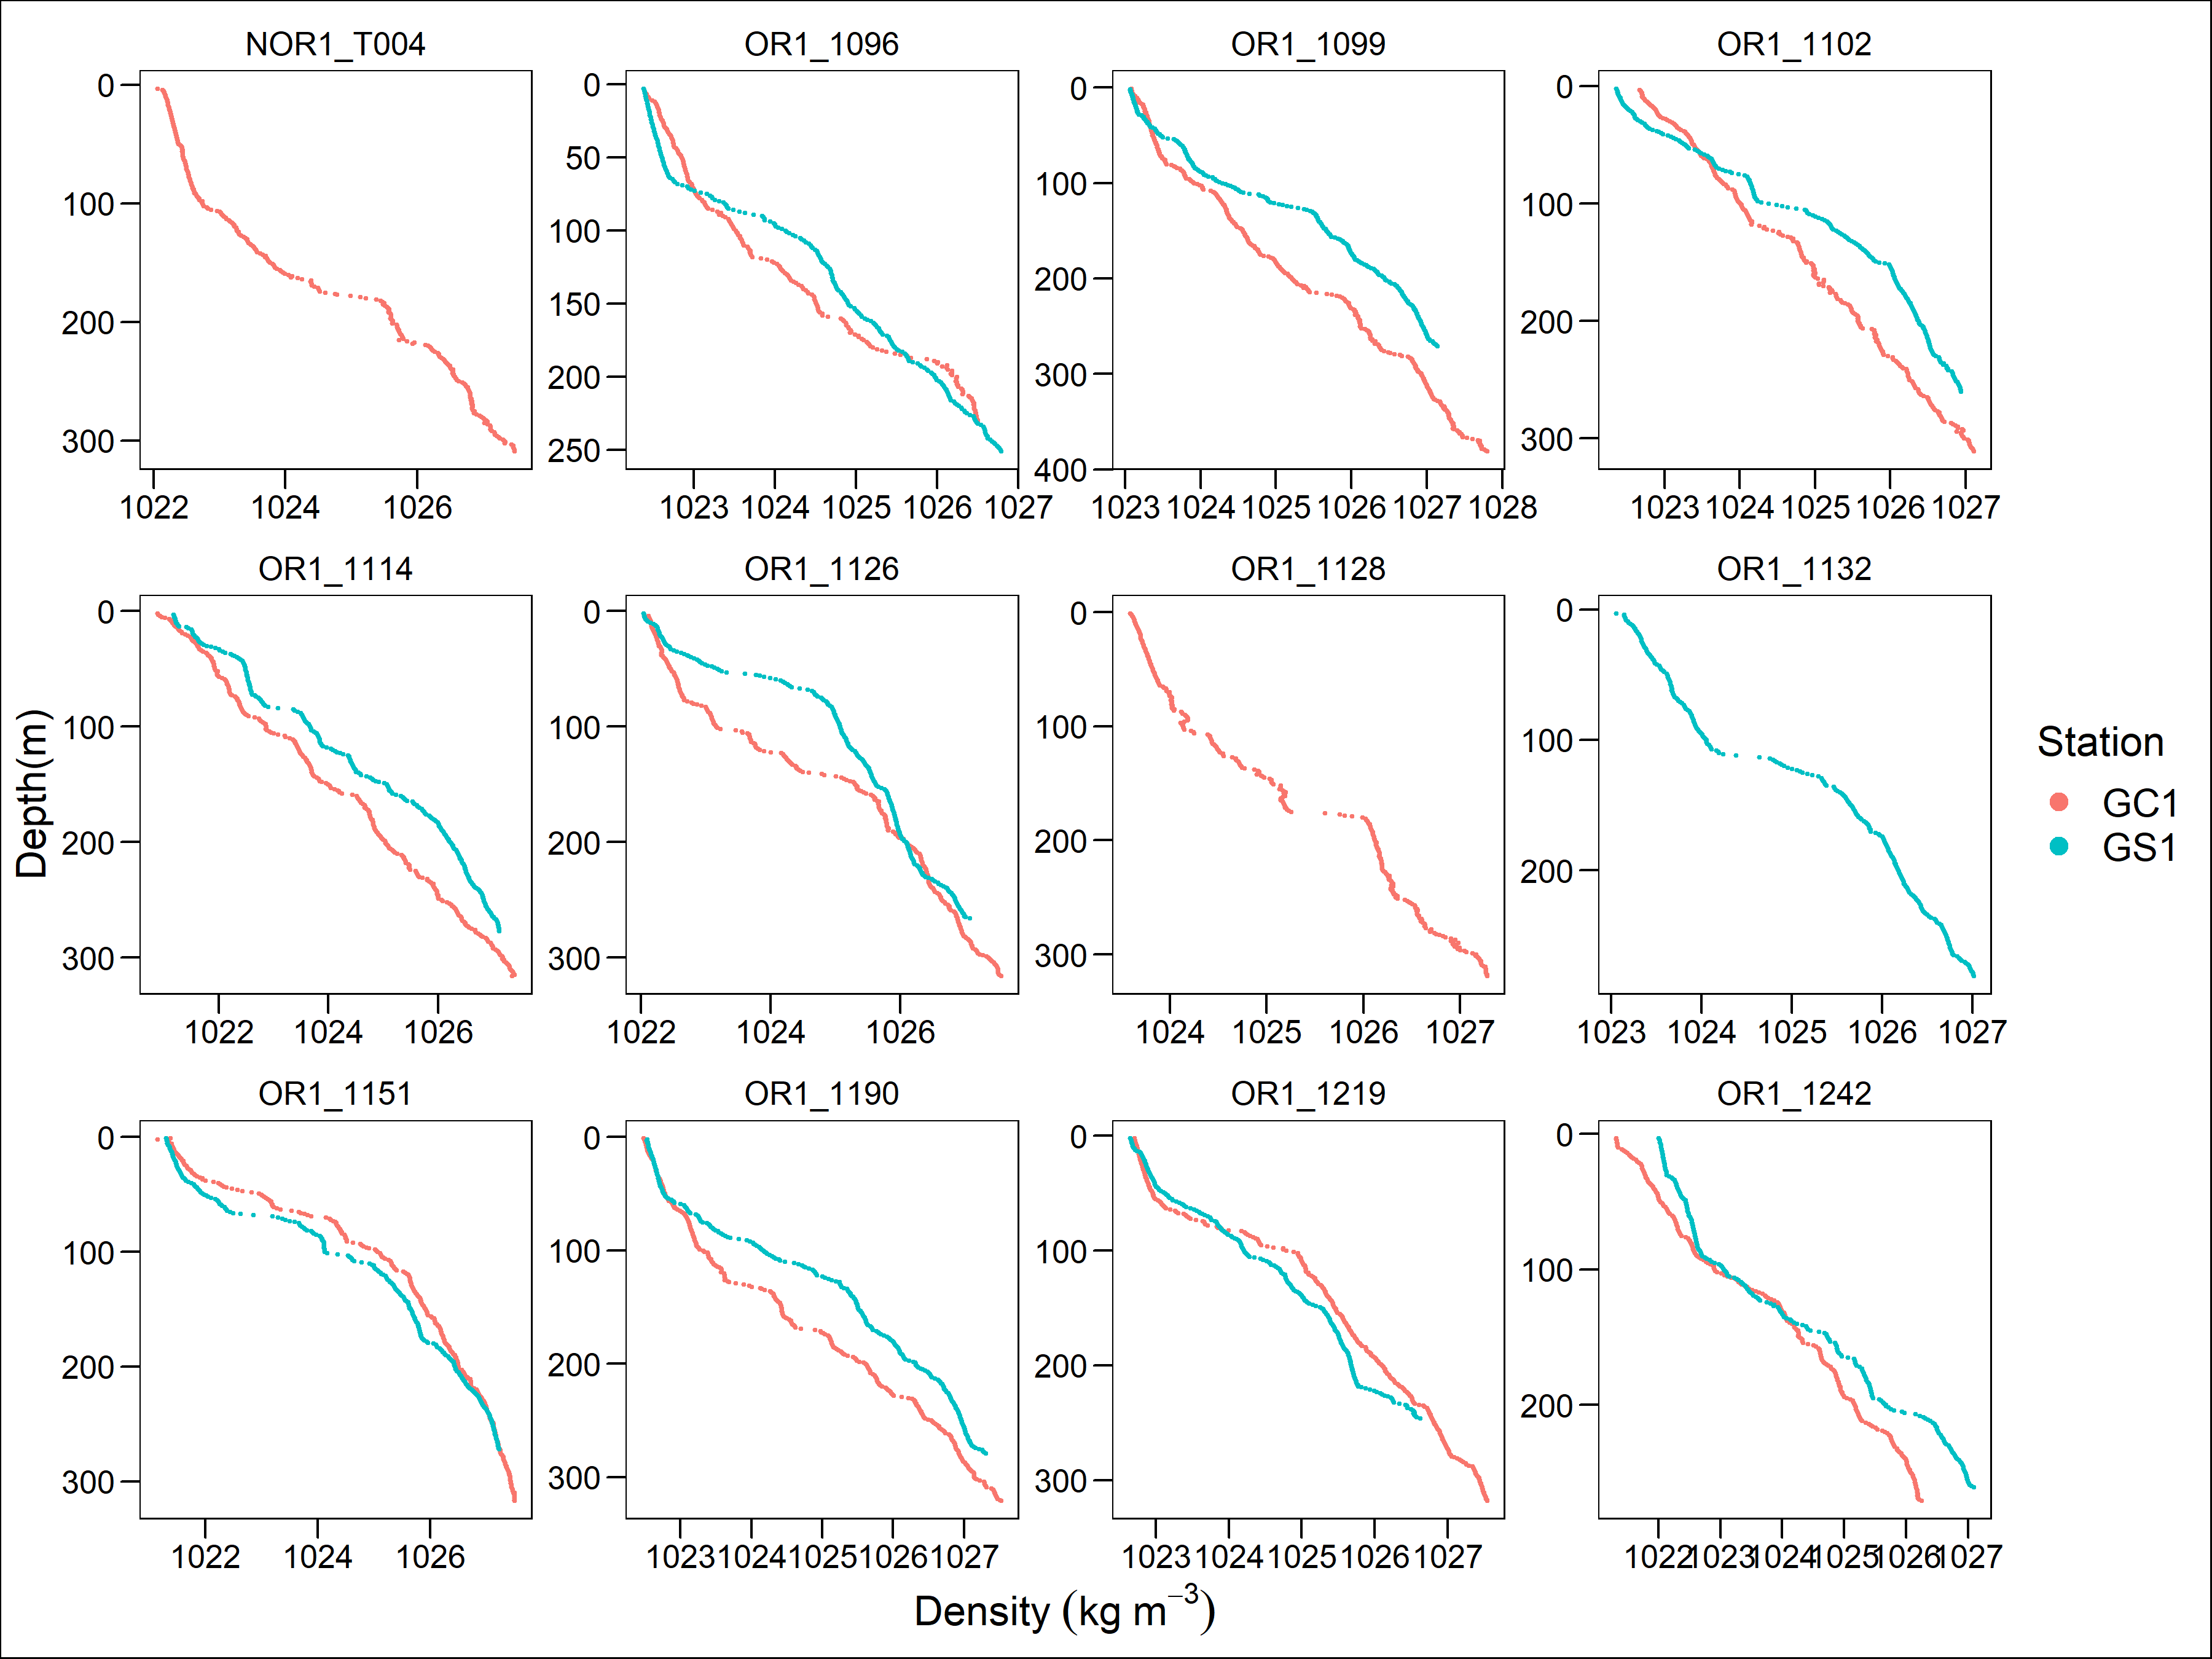 NOR1_T004 OR1_1096 OR1_1099 OR1_1102
0 0 0 0
50
100 100 100 100
150
200 200 200 200
250
300 300 300
400
1022 1024 1026 1023 1024 1025 1026 1027 1023 1024 1025 1026 1027 1028 1023 1024 1025 1026 1027
OR1_1114 OR1_1126 OR1_1128 OR1_1132
0 0 0 0
100 100 100 100
200 200 200 200
300 300 300
1022 1024 1026 1022 1024 1026 1024 1025 1026 1027 1023 1024 1025 1026 1027
Depth(m)
Station
GC1
GS1
OR1_1151 OR1_1190 OR1_1219 OR1_1242
0 0 0 0
100 100 100 100
200 200 200 200
300 300 300
1022 1024 1026 1023 1024 1025 1026 1027 1023 1024 1025 1026 1027 1022 1023 1024 1025 1026 1027
Density (kg m⁻³)